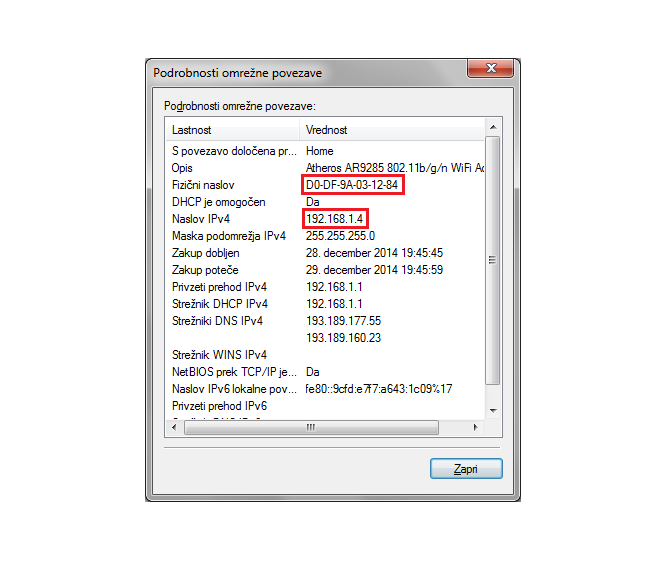 Podrobnosti omrežne povezave
Podrobnosti omrežne povezave:
Lastnost Vrednost
S povezavo določena pr... Home
Opis Atheros AR9285 802.11b/g/n WiFi Ad
Fizični naslov D0-DF-9A-03-12-84
DHCP je omogočen Da
Naslov IPv4 192.168.1.4
Maska podomrežja IPv4 255.255.255.0
Zakup dobljen 28. december 2014 19:45:45
Zakup poteče 29. december 2014 19:45:59
Privzeti prehod IPv4 192.168.1.1
Strežnik DHCP IPv4 192.168.1.1
Strežniki DNS IPv4 193.189.177.55
193.189.160.23
Strežnik WINS IPv4
NetBIOS prek TCP/IP je... Da
Naslov IPv6 lokalne pov... fe80::9cfd:e7f7:a643:1c09%17
Privzeti prehod IPv6
Zapri